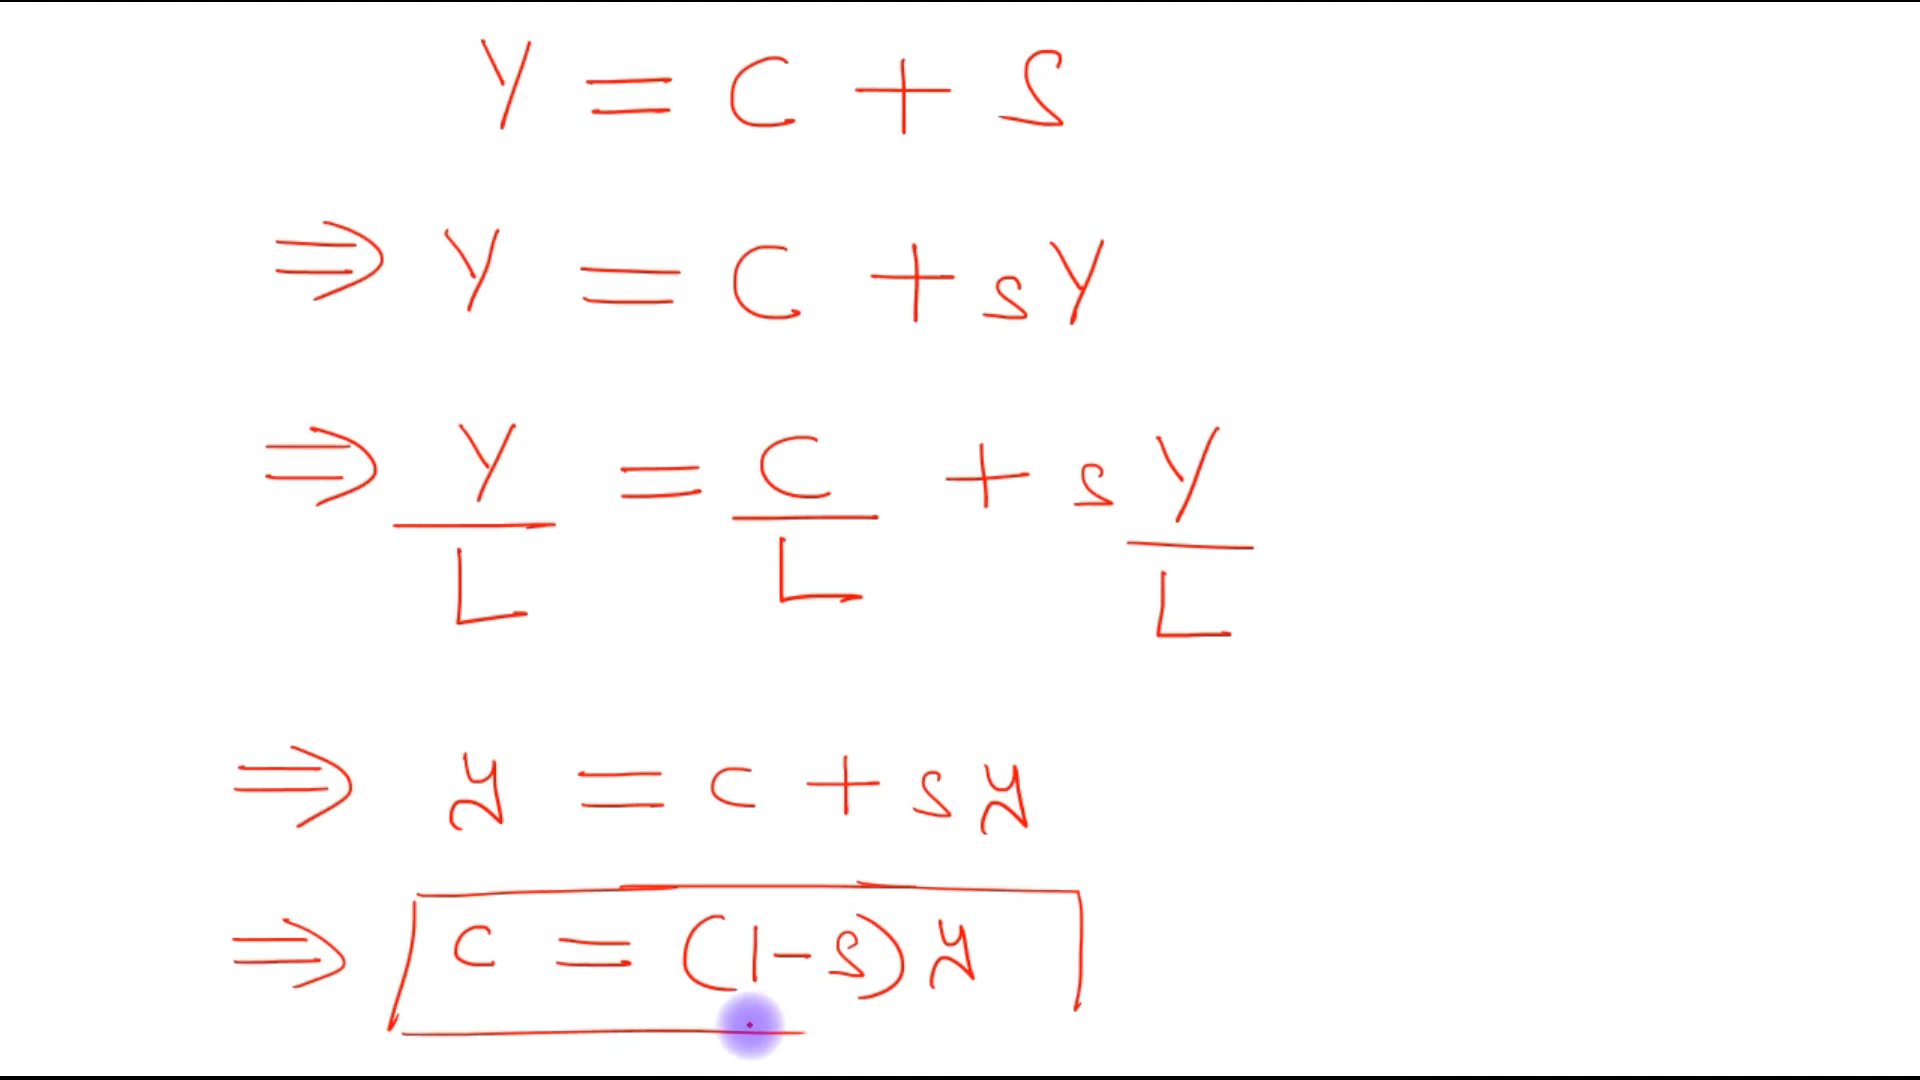 Y = C + S
⇒ Y = C + sY
⇒ Y/L = C/L + s Y/L
⇒ y = c + sy
⇒ c = (1-s)y